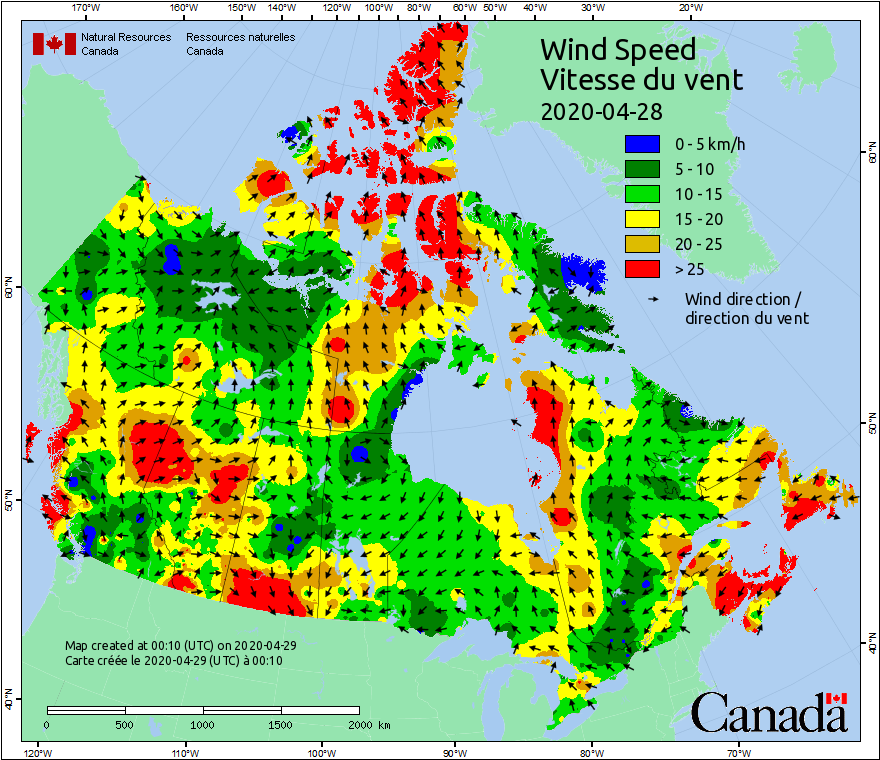 170°W 160°W 150°W 140°W 120°W 100°W 80°W 60°W 50°W 40°W 30°W 20°W
Natural Resources Ressources naturelles
Canada Canada
Wind Speed
Vitesse du vent
2020-04-28
0 - 5 km/h
5 - 10
10 - 15
15 - 20
20 - 25
> 25
Wind direction /
direction du vent
60°N
60°N
50°N
50°N
40°N
40°N
Map created at 00:10 (UTC) on 2020-04-29
Carte créée le 2020-04-29 (UTC) à 00:10
0 500 1000 1500 2000 km
Canada
120°W 110°W 100°W 90°W 80°W 70°W